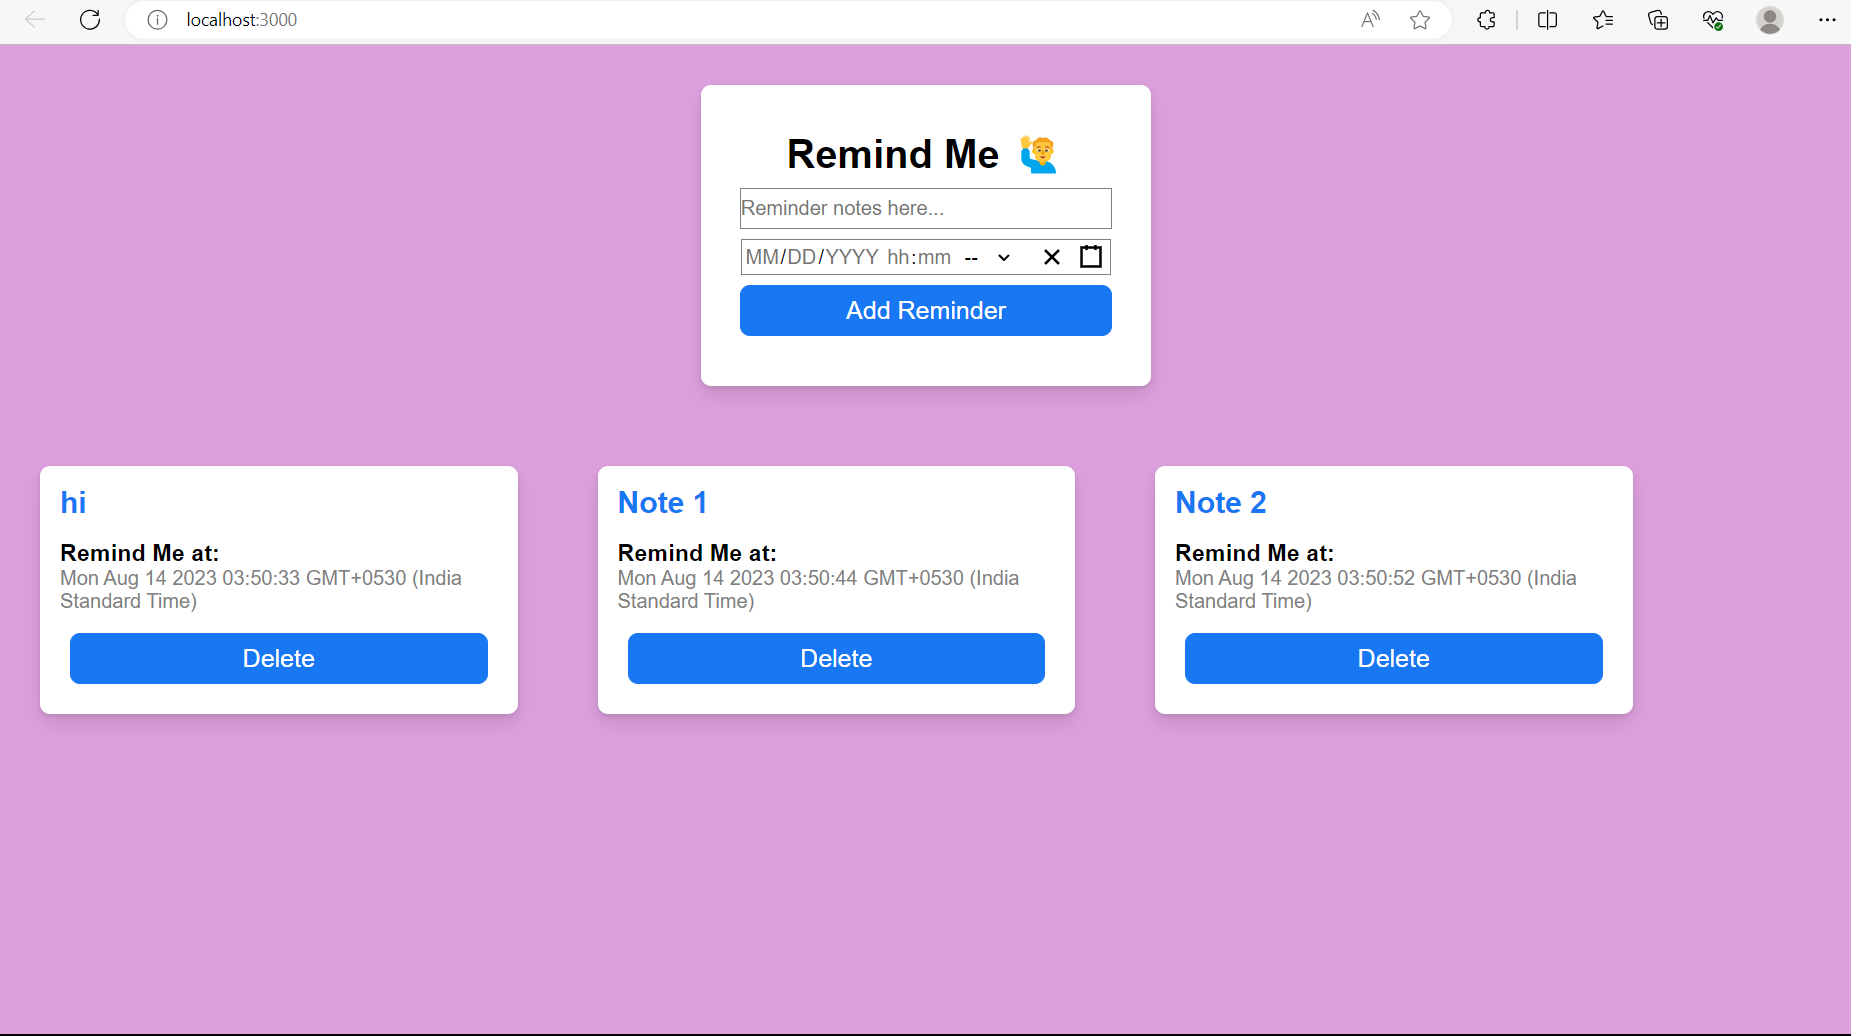 localhost:3000
Remind Me 🙋‍♂️
Reminder notes here...
MM/DD/YYYY hh:mm --
Add Reminder
hi
Remind Me at:
Mon Aug 14 2023 03:50:33 GMT+0530 (India
Standard Time)
Delete
Note 1
Remind Me at:
Mon Aug 14 2023 03:50:44 GMT+0530 (India
Standard Time)
Delete
Note 2
Remind Me at:
Mon Aug 14 2023 03:50:52 GMT+0530 (India
Standard Time)
Delete